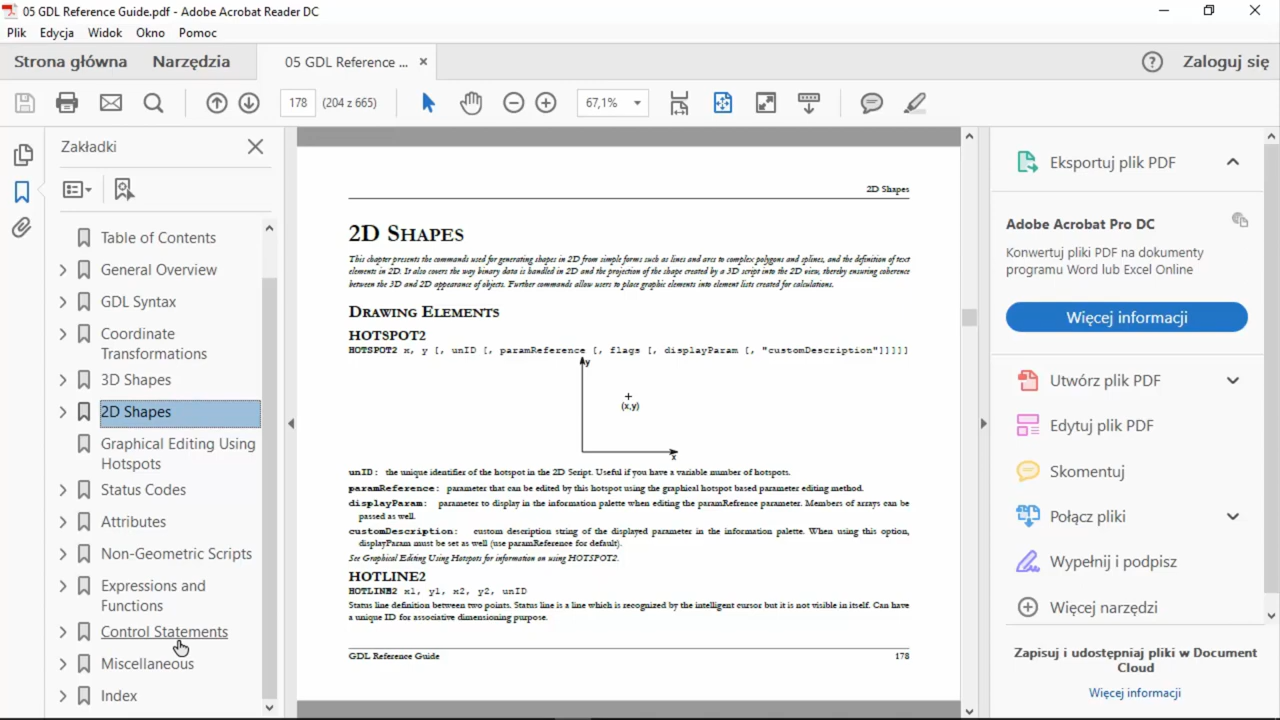 05 GDL Reference Guide.pdf - Adobe Acrobat Reader DC
Plik Edycja Widok Okno Pomoc
Strona główna Narzędzia 05 GDL Reference ... × Zaloguj się
178 (204 z 665) 67,1%
Zakładki
Table of Contents
General Overview
GDL Syntax
Coordinate
Transformations
3D Shapes
2D Shapes
Graphical Editing Using
Hotspots
Status Codes
Attributes
Non-Geometric Scripts
Expressions and
Functions
Control Statements
Miscellaneous
Index
2D Shapes
2D SHAPES
This chapter presents the commands used for generating shapes in 2D from simple forms such as lines and arcs to complex polygons and splines, and the definition of text
elements in 2D. It also covers the way binary data is handled in 2D and the projection of the shape created by a 3D script into the 2D view, thereby ensuring coherence
between the 3D and 2D appearance of objects. Further commands allow users to place graphic elements into element lists created for calculations.
DRAWING ELEMENTS
HOTSPOT2
HOTSPOT2 x, y [, unID [, paramReference [, flags [, displayParam [, "customDescription"]]]]]
y
(x,y)
x
unID: the unique identifier of the hotspot in the 2D Script. Useful if you have a variable number of hotspots.
paramReference: parameter that can be edited by this hotspot using the graphical hotspot based parameter editing method.
displayParam: parameter to display in the information palette when editing the paramRefrence parameter. Members of arrays can be
passed as well.
customDescription: custom description string of the displayed parameter in the information palette. When using this option,
displayParam must be set as well (use paramReference for default).
See Graphical Editing Using Hotspots for information on using HOTSPOT2.
HOTLINE2
HOTLINE2 x1, y1, x2, y2, unID
Status line definition between two points. Status line is a line which is recognized by the intelligent cursor but it is not visible in itself. Can have
a unique ID for associative dimensioning purpose.
GDL Reference Guide 178
Eksportuj plik PDF
Adobe Acrobat Pro DC
Konwertuj pliki PDF na dokumenty
programu Word lub Excel Online
Więcej informacji
Utwórz plik PDF
Edytuj plik PDF
Skomentuj
Połącz pliki
Wypełnij i podpisz
Więcej narzędzi
Zapisuj i udostępniaj pliki w Document
Cloud
Więcej informacji